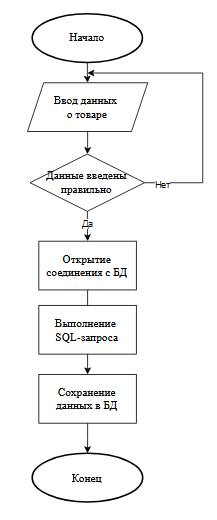 Начало
Ввод данных
о товаре
Данные введены
правильно
Нет
Да
Открытие
соединения с БД
Выполнение
SQL-запроса
Сохранение
данных в БД
Конец